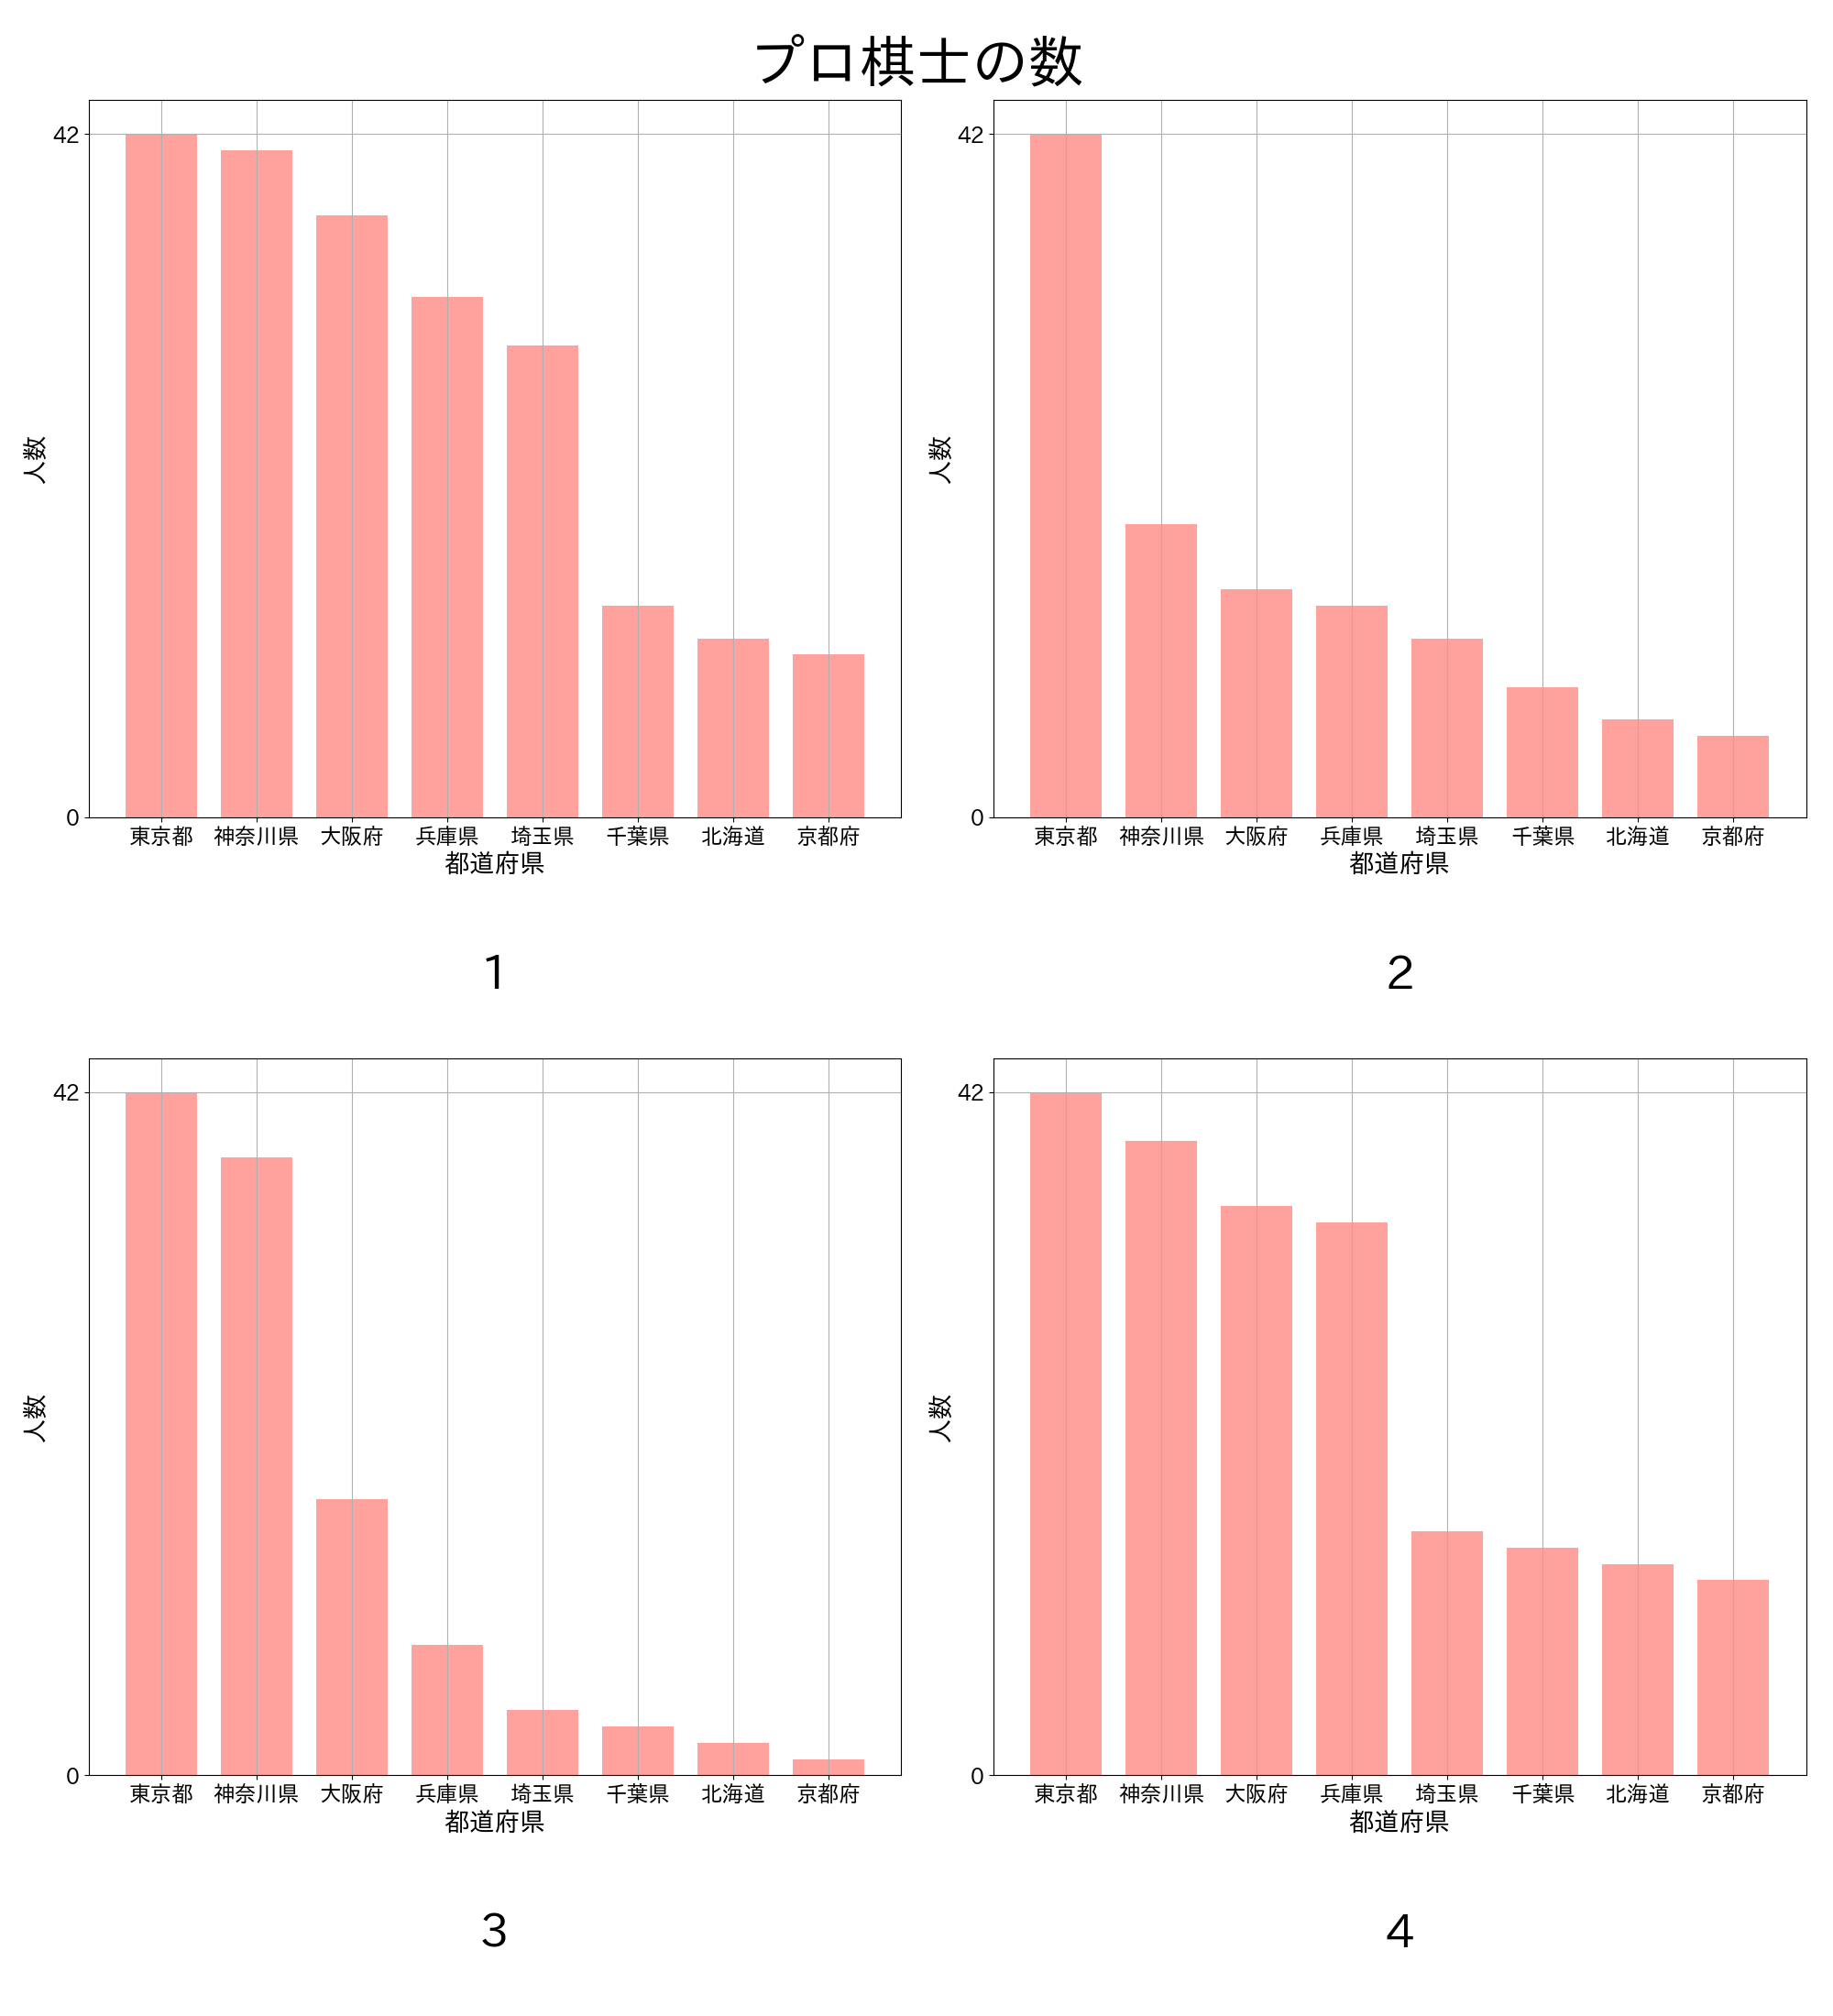 プロ棋士の数
42
0
人数
東京都 神奈川県 大阪府 兵庫県 埼玉県 千葉県 北海道 京都府
都道府県
1
42
0
人数
東京都 神奈川県 大阪府 兵庫県 埼玉県 千葉県 北海道 京都府
都道府県
2
42
0
人数
東京都 神奈川県 大阪府 兵庫県 埼玉県 千葉県 北海道 京都府
都道府県
3
42
0
人数
東京都 神奈川県 大阪府 兵庫県 埼玉県 千葉県 北海道 京都府
都道府県
4